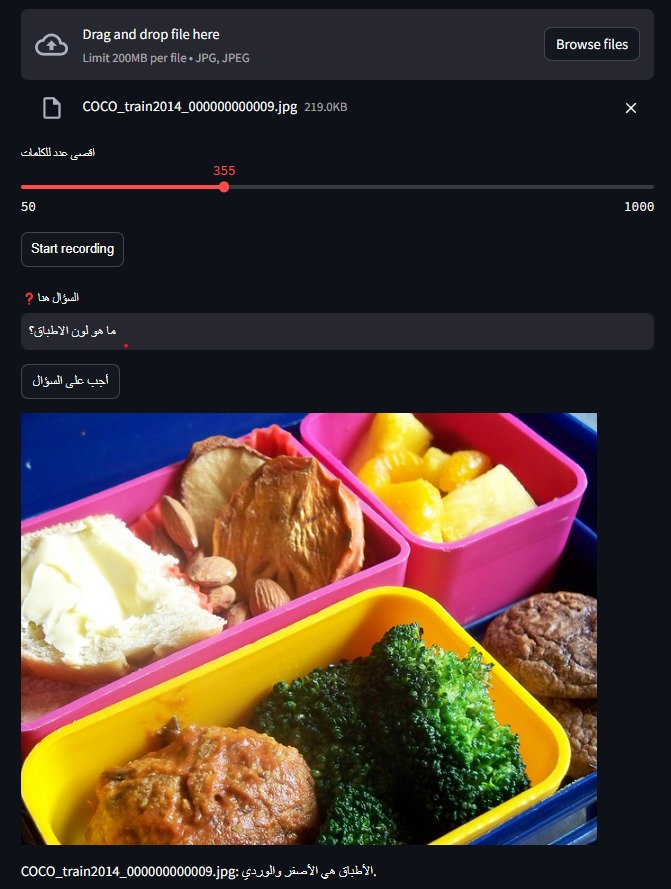 Drag and drop file here
Limit 200MB per file • JPG, JPEG
Browse files
COCO_train2014_000000000009.jpg 219.0KB
اقصى عدد للكلمات
355
50 1000
Start recording
❓ السؤال هنا
ما هو لون الاطباق؟
أجب على السؤال
COCO_train2014_000000000009.jpg: الأطباق هي الأصفر والوردي.